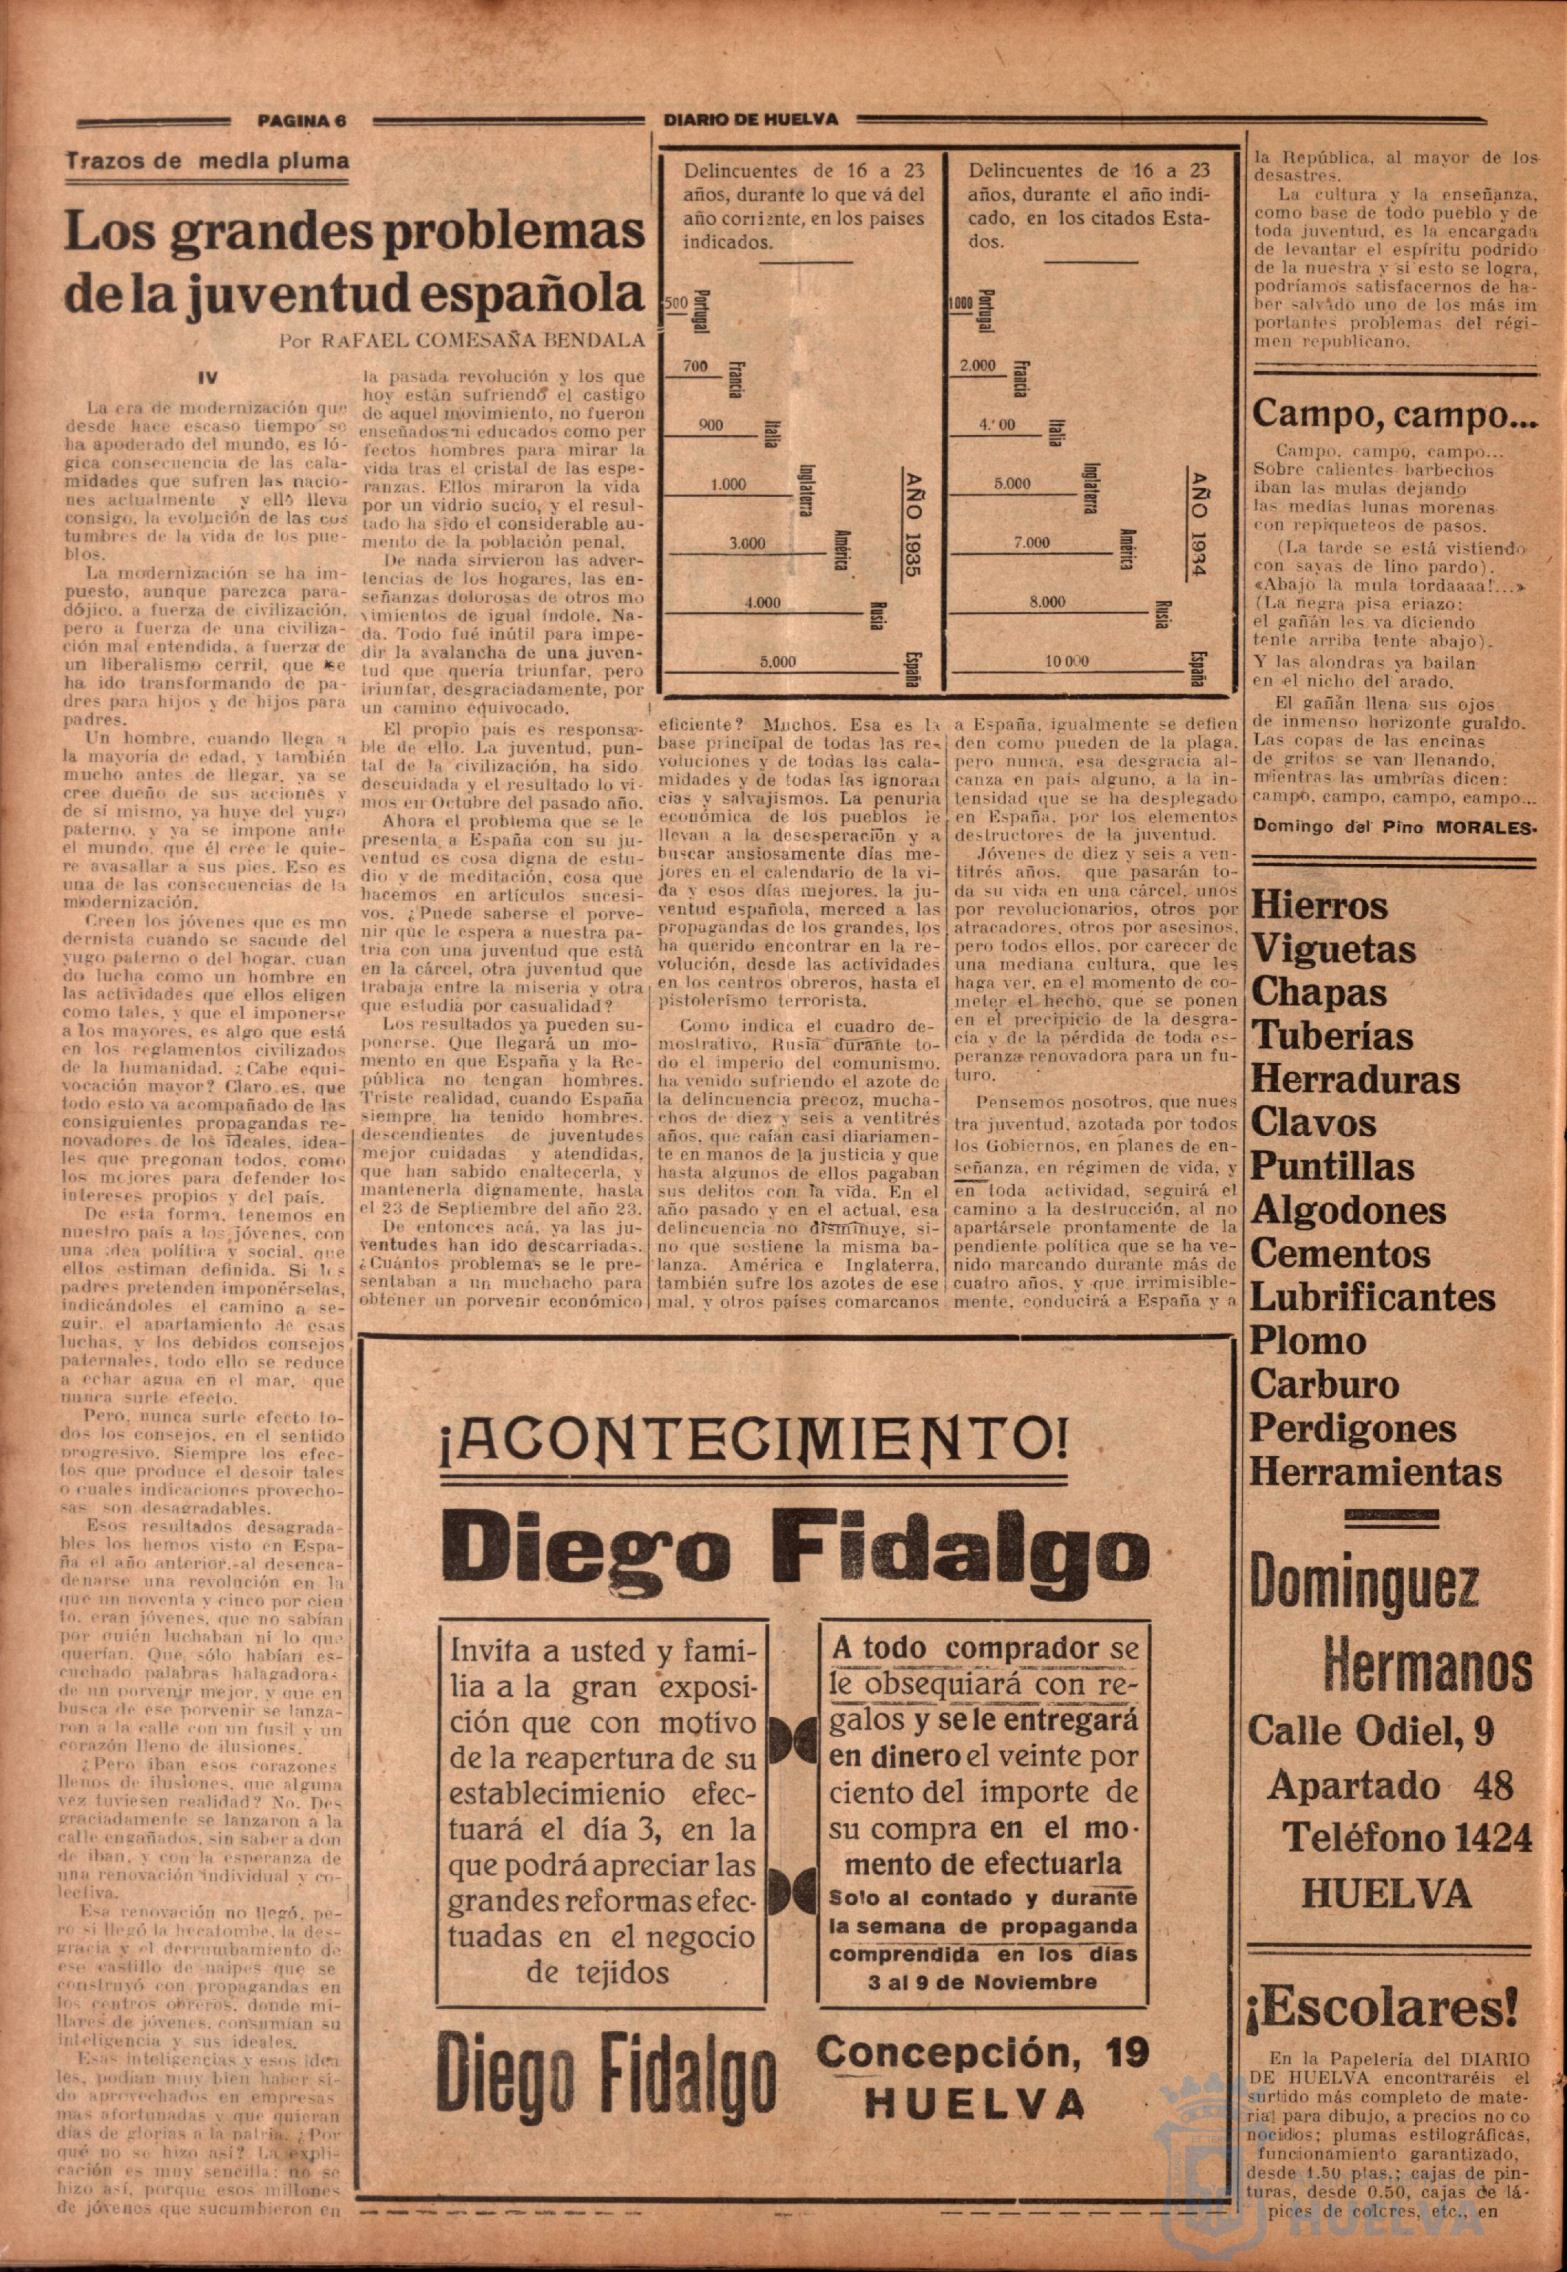 PAGINA 6
DIARIO DE HUELVA
Trazos de media pluma
Los grandes problemas
de la juventud española
Por RAFAEL COMESAÑA BENDALA
IV
La era de modernización que
desde hace escaso tiempo se
ha apoderado del mundo, es ló-
gica consecuencia de las cala-
midades que sufren las nacio-
nes actualmente y ello lleva
consigo, la evolución de las cos
tumbres de la vida de los pue-
blos.
La modernización se ha im-
puesto, aunque parezca para-
dójico, a fuerza de civilización,
pero a fuerza de una civiliza-
ción mal entendida, a fuerza de
un liberalismo cerril, que se
ha ido transformando de pa-
dres para hijos y de hijos para
padres.
Un hombre, cuando llega a
la mayoría de edad, y también
mucho antes de llegar, ya se
cree dueño de sus acciones y
de sí mismo, ya huye del yugo
paterno, y ya se impone ante
el mundo, que él cree le quie-
re avasallar a sus pies. Eso es
una de las consecuencias de la
modernización.
Creen los jóvenes que es mo
dernista cuando se sacude del
yugo paterno o del hogar, cuan
do lucha como un hombre en
las actividades que ellos eligen
como tales, y que el imponerse
a los mayores, es algo que está
en los reglamentos civilizados
de la humanidad. ¿Cabe equi-
vocación mayor? Claro es, que
todo esto va acompañado de las
consiguientes propagandas re-
novadores de los ideales, idea-
les que pregonan todos, como
los mejores para defender los
intereses propios y del país.
De esta forma, tenemos en
nuestro país a los jóvenes, con
una idea política y social, que
ellos estiman definida. Si los
padres pretenden imponérselas,
indicándoles el camino a se-
guir, el apartamiento de esas
luchas, y los debidos consejos
paternales, todo ello se reduce
a echar agua en el mar, que
nunca surte efecto.
Pero, nunca surte efecto to-
dos los consejos, en el sentido
progresivo. Siempre los efec-
tos que produce el desoir tales
o cuales indicaciones provecho-
sas son desagradables.
Esos resultados desagrada-
bles los hemos visto en Espa-
ña el año anterior, al desenca-
denarse una revolución en la
que un noventa y cinco por cien
to, eran jóvenes, que no sabían
por quién luchaban ni lo que
querían. Que, sólo habían es-
cuchado palabras halagadoras
de un porvenir mejor, y que en
busca de ese porvenir se lanza-
ron a la calle con un fusil y un
corazón lleno de ilusiones.
¿Pero iban esos corazones
llenos de ilusiones, que alguna
vez tuviesen realidad? No. Des
graciadamente se lanzaron a la
calle engañados, sin saber a don
de iban, y con la esperanza de
una renovación individual y co-
lectiva.
Esa renovación no llegó, pe-
ro sí llegó la hecatombe, la des-
gracia y el derrumbamiento de
ese castillo de naipes que se
construyó con propagandas en
los centros obreros, donde mi-
llares de jóvenes, consumían su
inteligencia y sus ideales.
Esas inteligencias y esos idea
les, podían muy bien haber si-
do aprovechados en empresas
mas afortunadas y que quieran
días de glorias a la patria. ¿Por
qué no se hizo así? La expli-
cación es muy sencilla: no se
hizo así, porque esos millones
de jóvenes que sucumbieron en
la pasada revolución y los que
hoy están sufriendo el castigo
de aquel movimiento, no fueron
enseñados ni educados como per
fectos hombres para mirar la
vida tras el cristal de las espe-
ranzas. Ellos miraron la vida
por un vidrio sucio, y el resul-
tado ha sido el considerable au-
mento de la población penal.
De nada sirvieron las adver-
tencias de los hogares, las en-
señanzas dolorosas de otros mo
vimientos de igual índole. Na-
da. Todo fué inútil para impe-
dir la avalancha de una juven-
tud que quería triunfar, pero
triunfar, desgraciadamente, por
un camino equivocado.
El propio país es responsa-
ble de ello. La juventud, pun-
tal de la civilización, ha sido
descuidada y el resultado lo vi-
mos en Octubre del pasado año.
Ahora el problema que se le
presenta a España con su ju-
ventud es cosa digna de estu-
dio y de meditación, cosa que
hacemos en artículos sucesi-
vos. ¿Puede saberse el porve-
nir que le espera a nuestra pa-
tria con una juventud que está
en la cárcel, otra juventud que
trabaja entre la miseria y otra
que estudia por casualidad?
Los resultados ya pueden su-
ponerse. Que llegará un mo-
mento en que España y la Re-
pública no tengan hombres.
Triste realidad, cuando España
siempre ha tenido hombres.
descendientes de juventudes
mejor cuidadas y atendidas,
que han sabido enaltecerla, y
mantenerla dignamente, hasta
el 23 de Septiembre del año 23.
De entonces acá, ya las ju-
ventudes han ido descarriadas.
¿Cuántos problemas se le pre-
sentaban a un muchacho para
obtener un porvenir económico
Delincuentes de 16 a 23
años, durante lo que vá del
año corriente, en los paises
indicados.
500 Portugal
700 Francia
900 Italia
1.000 Inglaterra
3.000 América
4.000 Rusia
5.000 España
AÑO 1935
Delincuentes de 16 a 23
años, durante el año indi-
cado, en los citados Esta-
dos.
1000 Portugal
2.000 Francia
4.'00 Italia
5.000 Inglaterra
7.000 América
8.000 Rusia
10 000 España
AÑO 1934
eficiente? Muchos. Esa es la
base principal de todas las re-
voluciones y de todas las cala-
midades y de todas las ignoran
cias y salvajismos. La penuria
económica de los pueblos le
llevan a la desesperación y a
buscar ansiosamente días me-
jores en el calendario de la vi-
da y esos días mejores, la ju-
ventud española, merced a las
propagandas de los grandes, los
ha querido encontrar en la re-
volución, desde las actividades
en los centros obreros, hasta el
pistolerismo terrorista.
Como indica el cuadro de-
mostrativo, Rusia durante to-
do el imperio del comunismo,
ha venido sufriendo el azote de
la delincuencia precoz, mucha-
chos de diez y seis a ventitrés
años, que caían casi diariamen-
te en manos de la justicia y que
hasta algunos de ellos pagaban
sus delitos con la vida. En el
año pasado y en el actual, esa
delincuencia no disminuye, si-
no que sostiene la misma ba-
lanza. América e Inglaterra,
también sufre los azotes de ese
mal, y otros países comarcanos
a España, igualmente se defien
den como pueden de la plaga,
pero nunca, esa desgracia al-
canza en país alguno, a la in-
tensidad que se ha desplegado
en España, por los elementos
destructores de la juventud.
Jóvenes de diez y seis a ven-
titrés años, que pasarán to-
da su vida en una cárcel, unos
por revolucionarios, otros por
atracadores, otros por asesinos,
pero todos ellos, por carecer de
una mediana cultura, que les
haga ver, en el momento de co-
meter el hecho, que se ponen
en el precipicio de la desgra-
cia y de la pérdida de toda es-
peranza renovadora para un fu-
turo.
Pensemos nosotros, que nues
tra juventud, azotada por todos
los Gobiernos, en planes de en-
señanza, en régimen de vida, y
en toda actividad, seguirá el
camino a la destrucción, al no
apartársele prontamente de la
pendiente política que se ha ve-
nido marcando durante más de
cuatro años, y que irrimisible-
mente, conducirá a España y a
la República, al mayor de los
desastres.
La cultura y la enseñanza,
como base de todo pueblo y de
toda juventud, es la encargada
de levantar el espíritu podrido
de la nuestra y si esto se logra,
podríamos satisfacernos de ha-
ber salvado uno de los más im
portantes problemas del régi-
men republicano.
Campo, campo...
Campo, campo, campo...
Sobre calientes barbechos
iban las mulas dejando
las medias lunas morenas
con repiqueteos de pasos.
(La tarde se está vistiendo
con sayas de lino pardo).
«Abajo la mula tordaaaa!...»
(La negra pisa eriazo:
el gañán les va diciendo
tente arriba tente abajo).
Y las alondras ya bailan
en el nicho del arado.
El gañán llena sus ojos
de inmenso horizonte gualdo.
Las copas de las encinas
de gritos se van llenando,
mientras las umbrías dicen:
campo, campo, campo, campo...
Domingo del Pino MORALES.
Hierros
Viguetas
Chapas
Tuberías
Herraduras
Clavos
Puntillas
Algodones
Cementos
Lubrificantes
Plomo
Carburo
Perdigones
Herramientas
Dominguez
Hermanos
Calle Odiel, 9
Apartado 48
Teléfono 1424
HUELVA
¡Escolares!
En la Papelería del DIARIO
DE HUELVA encontraréis el
surtido más completo de mate-
rial para dibujo, a precios no co
nocidos; plumas estilográficas,
funcionamiento garantizado,
desde 1.50 ptas.; cajas de pin-
turas, desde 0.50, cajas de lá-
pices de colores, etc., en
¡ACONTECIMIENTO!
Diego Fidalgo
Invita a usted y fami-
lia a la gran exposi-
ción que con motivo
de la reapertura de su
establecimienio efec-
tuará el día 3, en la
que podrá apreciar las
grandes reformas efec-
tuadas en el negocio
de tejidos
A todo comprador se
le obsequiará con re-
galos y se le entregará
en dinero el veinte por
ciento del importe de
su compra en el mo-
mento de efectuarla
Solo al contado y durante
la semana de propaganda
comprendida en los días
3 al 9 de Noviembre
Diego Fidalgo
Concepción, 19
HUELVA
HUELVA